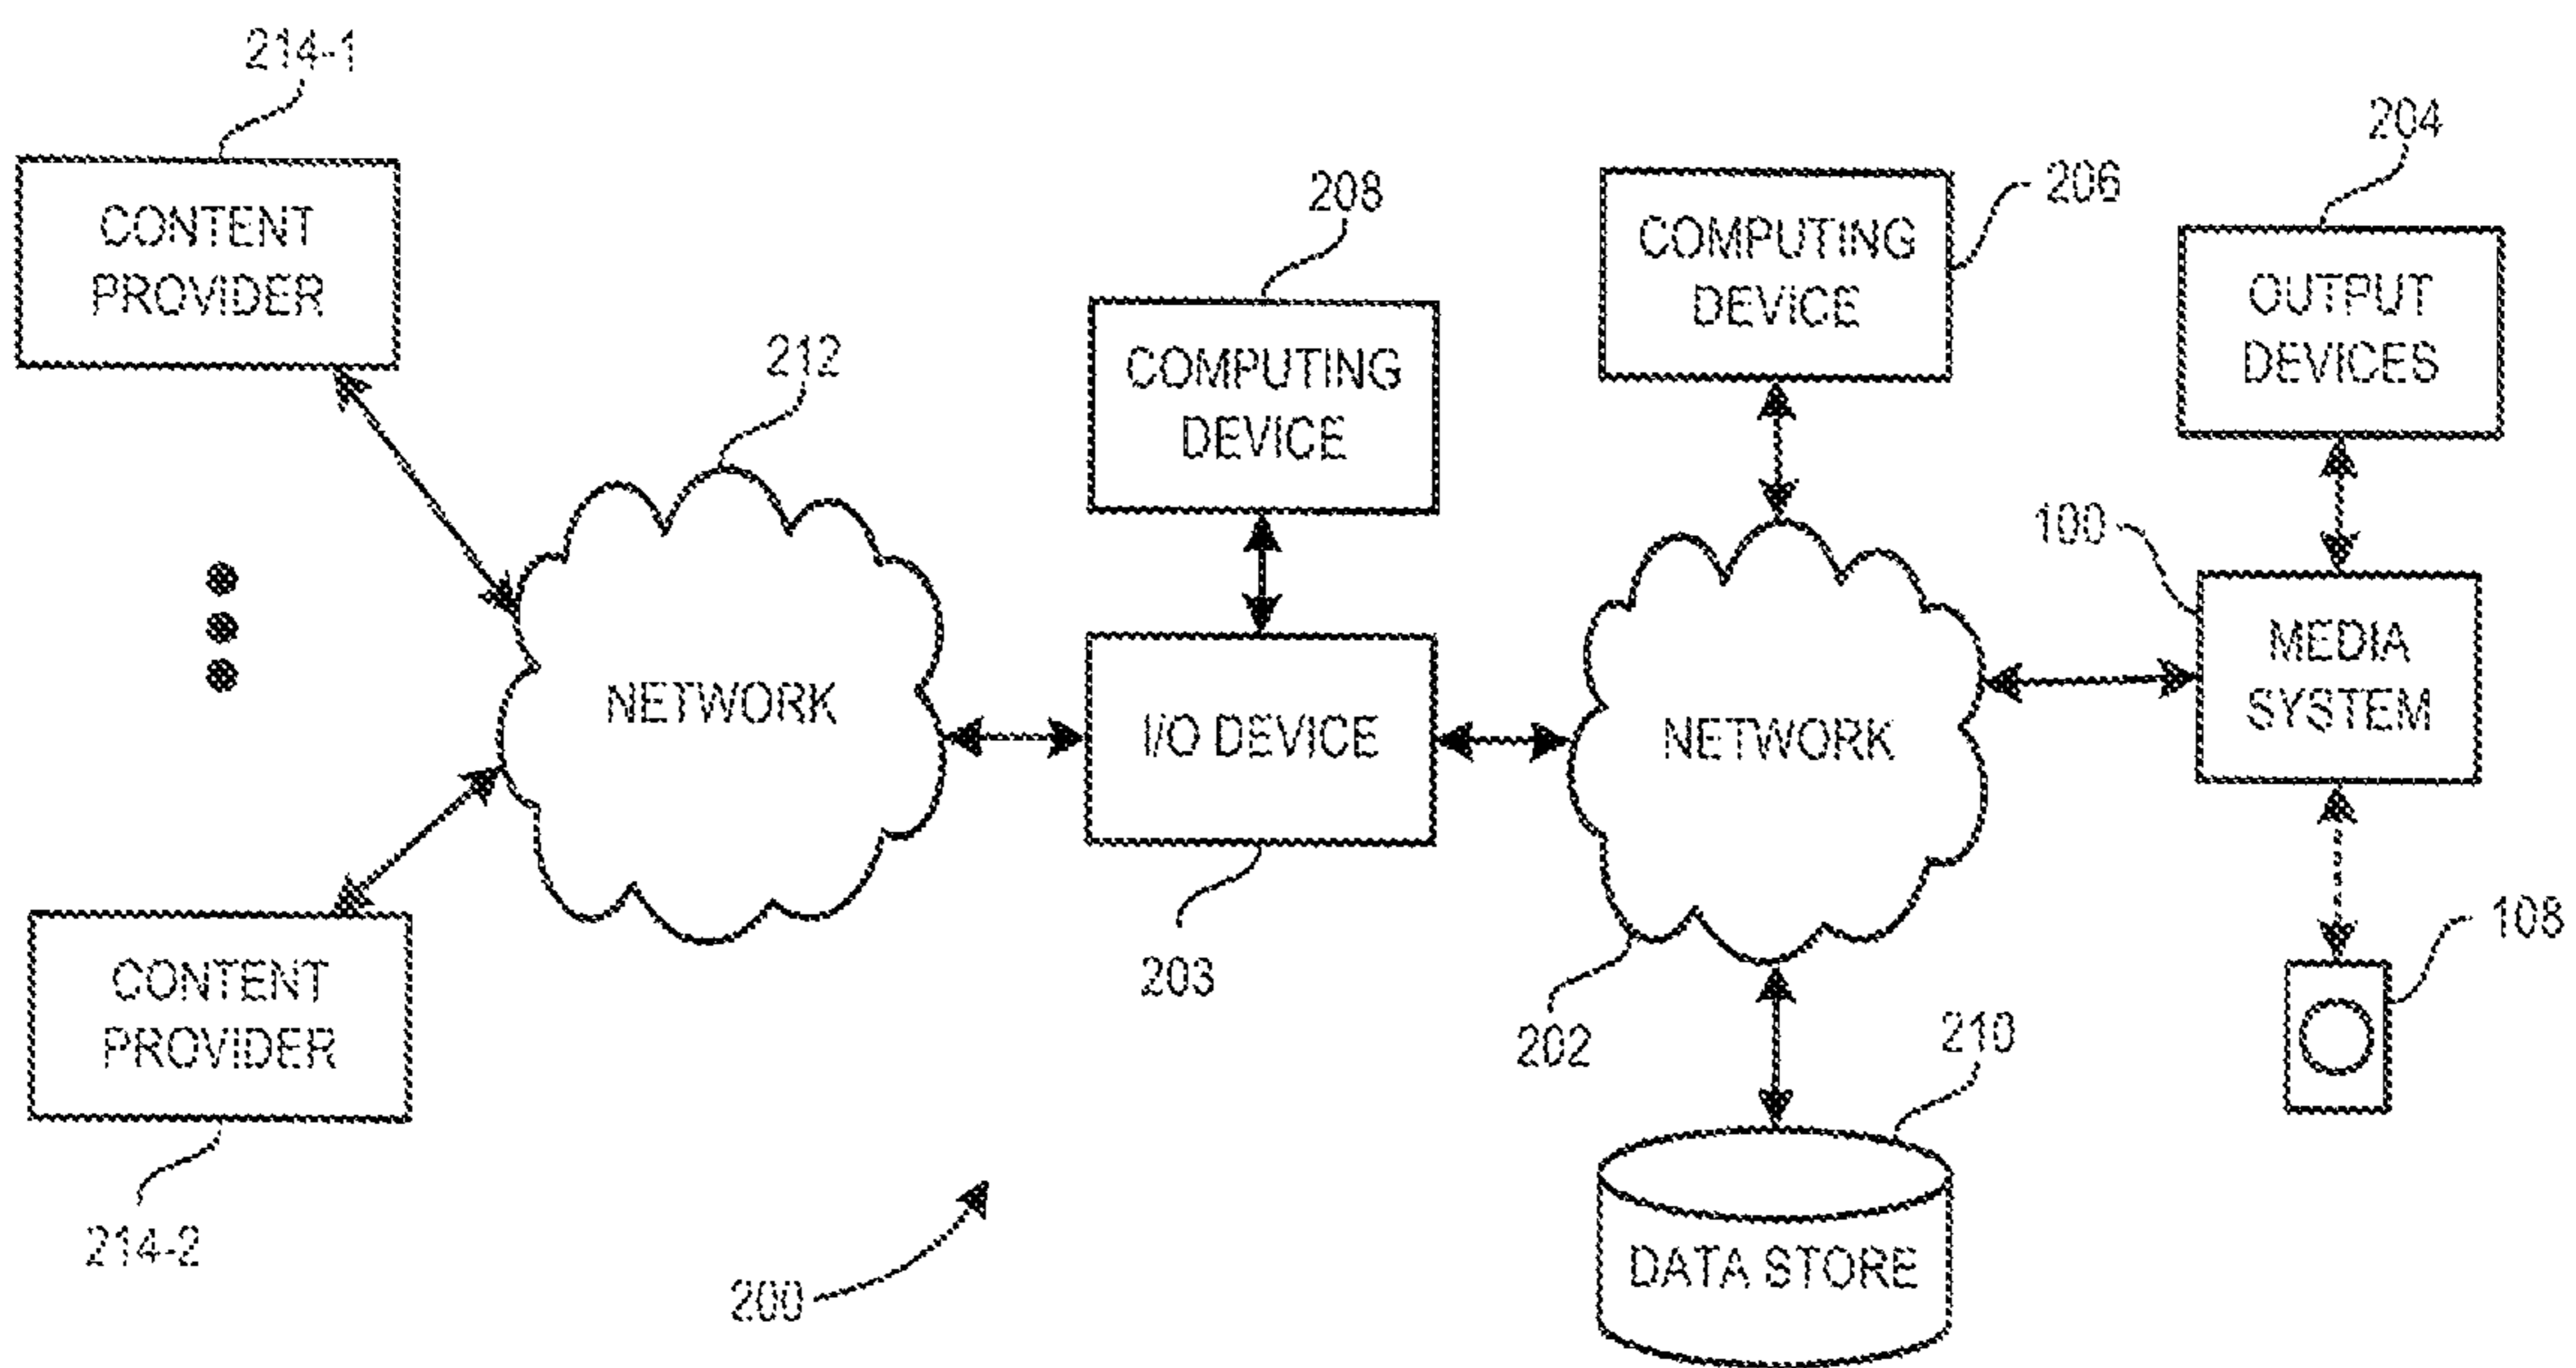 214-1
CONTENT
PROVIDER
212
208
COMPUTING
DEVICE
206
COMPUTING
DEVICE
204
OUTPUT
DEVICES
100
MEDIA
SYSTEM
NETWORK
I/O DEVICE
NETWORK
203
202
108
CONTENT
PROVIDER
214-2
210
DATA STORE
200